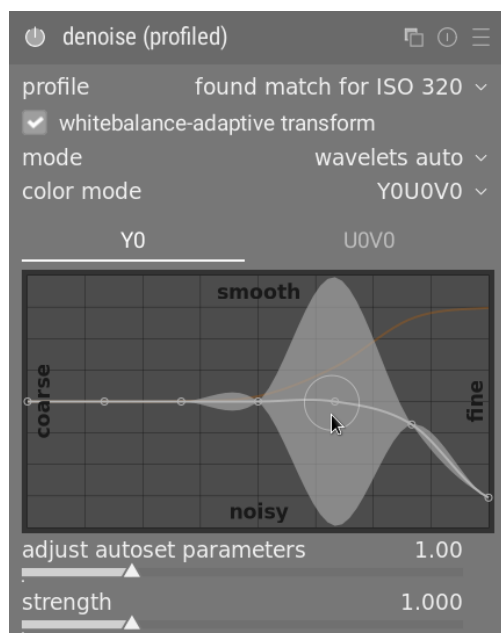 denoise (profiled)
profile found match for ISO 320
whitebalance-adaptive transform
mode wavelets auto
color mode Y0U0V0
Y0 U0V0
smooth
coarse
fine
noisy
adjust autoset parameters 1.00
strength 1.000